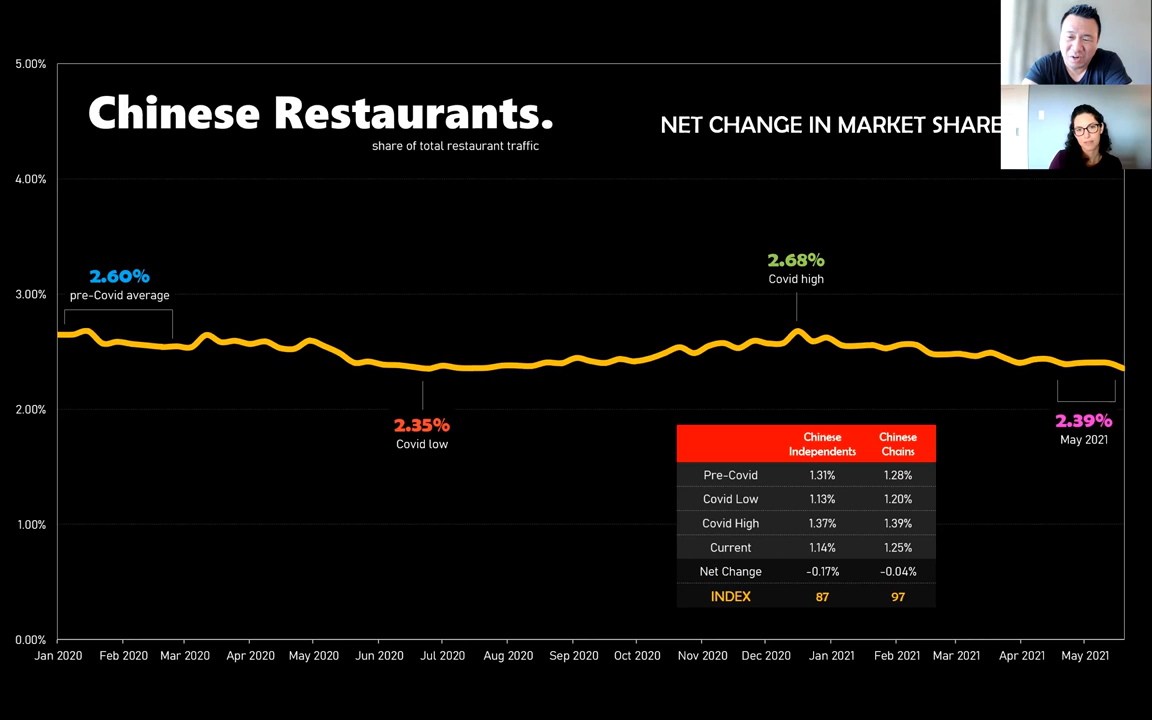 5.00%
Chinese Restaurants.
share of total restaurant traffic
NET CHANGE IN MARKET SHARE
4.00%
2.60%
pre-Covid average
2.68%
Covid high
3.00%
2.00%
2.35%
Covid low
2.39%
May 2021
Chinese Independents Chinese Chains
Pre-Covid 1.31% 1.28%
Covid Low 1.13% 1.20%
Covid High 1.37% 1.39%
Current 1.14% 1.25%
Net Change -0.17% -0.04%
INDEX 87 97
1.00%
0.00%
Jan 2020 Feb 2020 Mar 2020 Apr 2020 May 2020 Jun 2020 Jul 2020 Aug 2020 Sep 2020 Oct 2020 Nov 2020 Dec 2020 Jan 2021 Feb 2021 Mar 2021 Apr 2021 May 2021